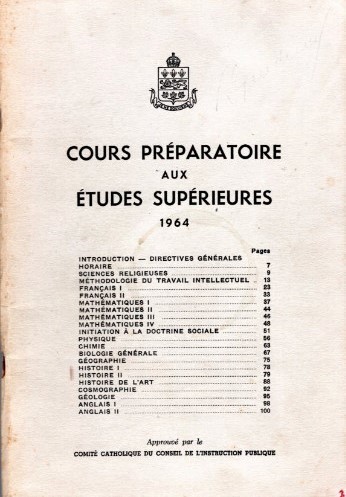 COURS PRÉPARATOIRE
AUX
ÉTUDES SUPÉRIEURES
1964
Pages
INTRODUCTION — DIRECTIVES GÉNÉRALES
HORAIRE 7
SCIENCES RELIGIEUSES 9
MÉTHODOLOGIE DU TRAVAIL INTELLECTUEL 13
FRANÇAIS I 23
FRANÇAIS II 33
MATHÉMATIQUES I 37
MATHÉMATIQUES II 44
MATHÉMATIQUES III 46
MATHÉMATIQUES IV 48
INITIATION À LA DOCTRINE SOCIALE 51
PHYSIQUE 56
CHIMIE 63
BIOLOGIE GÉNÉRALE 67
GÉOGRAPHIE 75
HISTOIRE I 78
HISTOIRE II 79
HISTOIRE DE L'ART 88
COSMOGRAPHIE 92
GÉOLOGIE 95
ANGLAIS I 98
ANGLAIS II 100
Approuvé par le
COMITÉ CATHOLIQUE DU CONSEIL DE L'INSTRUCTION PUBLIQUE